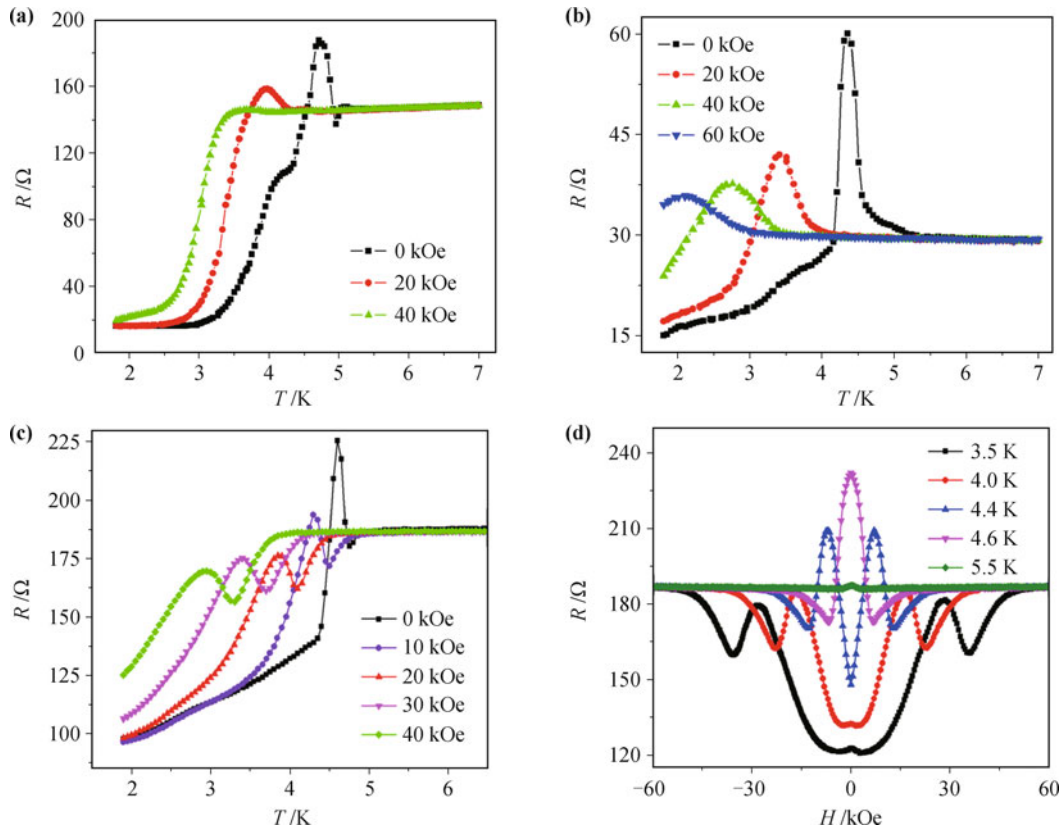 (a)
200
160
120
80
40
0
R /Ω
0 kOe
20 kOe
40 kOe
2 3 4 5 6 7
T /K
(b)
60
45
30
15
R /Ω
0 kOe
20 kOe
40 kOe
60 kOe
2 3 4 5 6 7
T /K
(c)
225
200
175
150
125
100
R /Ω
0 kOe
10 kOe
20 kOe
30 kOe
40 kOe
2 3 4 5 6
T /K
(d)
240
210
180
150
120
R /Ω
3.5 K
4.0 K
4.4 K
4.6 K
5.5 K
−60 −30 0 30 60
H /kOe